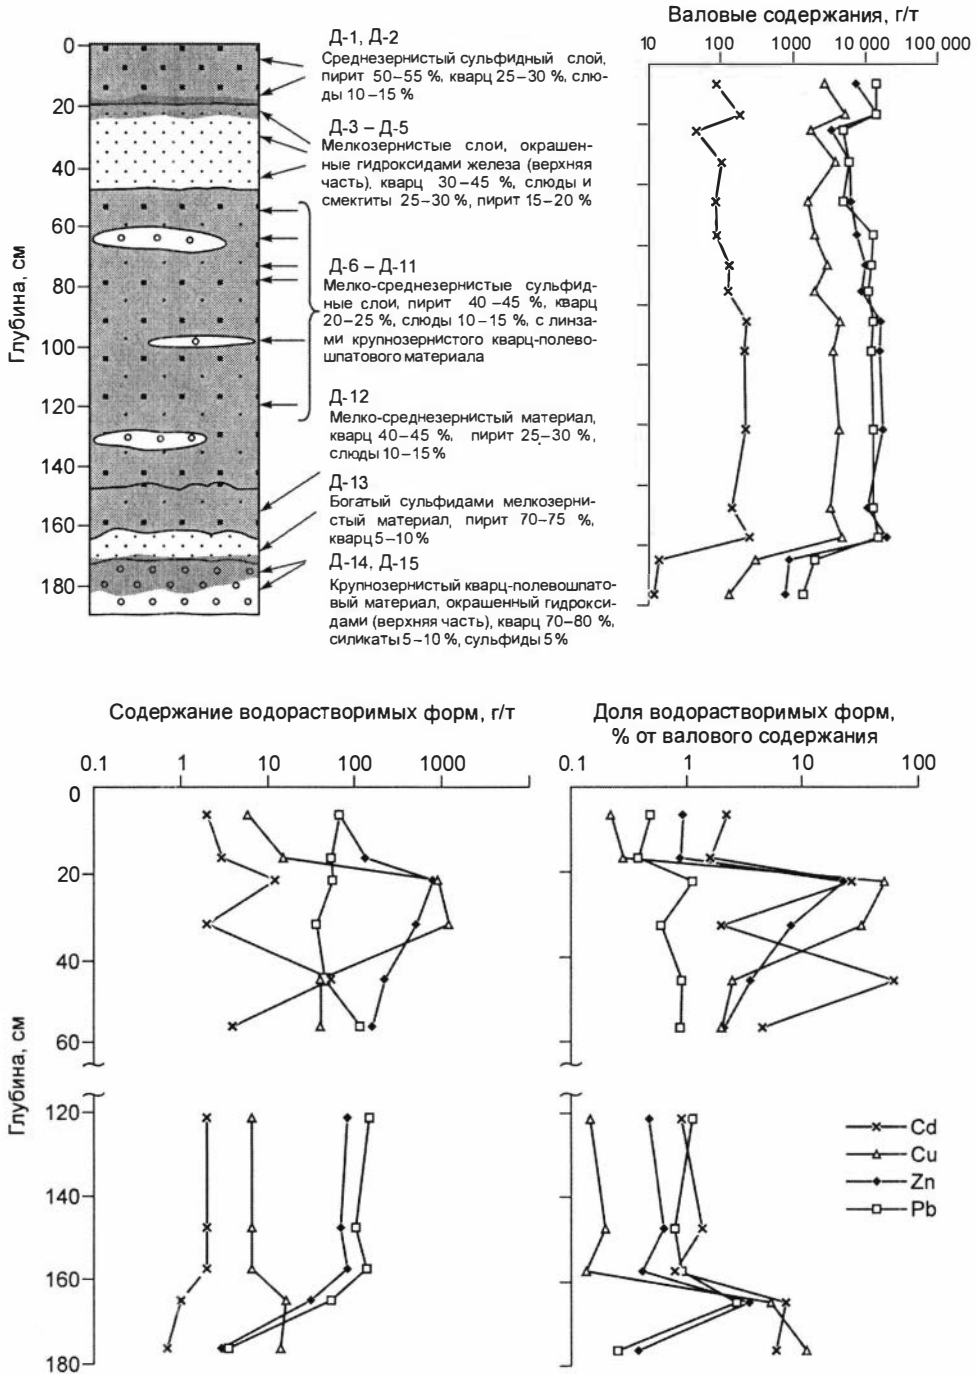 Валовые содержания, г/т
10 100 1000 10 000 100 000
Глубина, см
0
20
40
60
80
100
120
140
160
180
Д-1, Д-2
Среднезернистый сульфидный слой,
пирит 50–55 %, кварц 25–30 %, слю-
ды 10–15 %
Д-3 – Д-5
Мелкозернистые слои, окрашен-
ные гидроксидами железа (верхняя
часть), кварц 30–45 %, слюды и
смектиты 25–30 %, пирит 15–20 %
Д-6 – Д-11
Мелко-среднезернистые сульфид-
ные слои, пирит 40–45 %, кварц
20–25 %, слюды 10–15 %, с линза-
ми крупнозернистого кварц-полево-
шпатового материала
Д-12
Мелко-среднезернистый материал,
кварц 40–45 %, пирит 25–30 %,
слюды 10–15 %
Д-13
Богатый сульфидами мелкозерни-
стый материал, пирит 70–75 %,
кварц 5–10 %
Д-14, Д-15
Крупнозернистый кварц-полевошпато-
вый материал, окрашенный гидрокси-
дами (верхняя часть), кварц 70–80 %,
силикаты 5–10 %, сульфиды 5 %
Содержание водорастворимых форм, г/т
0.1 1 10 100 1000
Глубина, см
0
20
40
60
120
140
160
180
Доля водорастворимых форм,
% от валового содержания
0.1 1 10 100
Cd
Cu
Zn
Pb